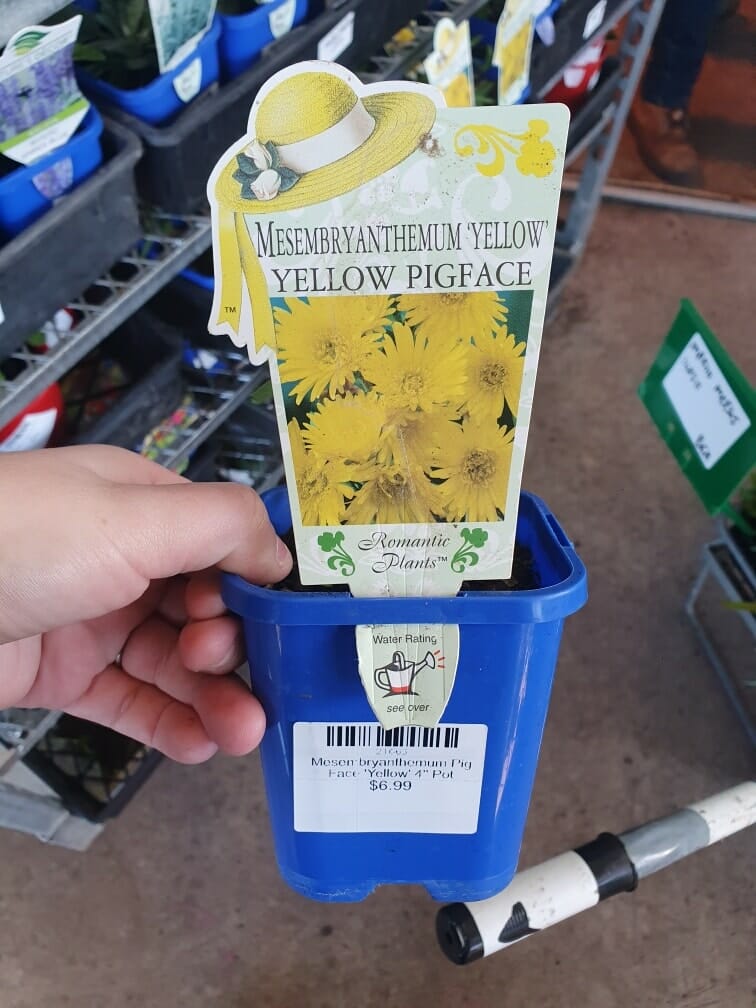 MESEMBRYANTHEMUM 'YELLOW'
YELLOW PIGFACE
TM
Romantic
Plants™
Water Rating
see over
Mesembryanthemum Pig
Face 'Yellow' 4" Pot
$6.99